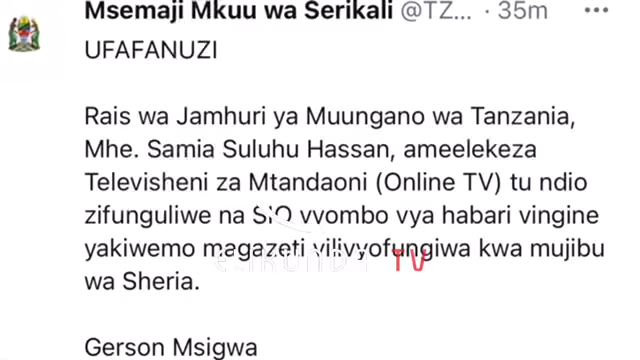 Msemaji Mkuu wa Serikali @TZ... · 35m
UFAFANUZI
Rais wa Jamhuri ya Muungano wa Tanzania,
Mhe. Samia Suluhu Hassan, ameelekeza
Televisheni za Mtandaoni (Online TV) tu ndio
zifunguliwe na SIO vyombo vya habari vingine
yakiwemo magazeti yilivyofungiwa kwa mujibu
wa Sheria.
TV
Gerson Msigwa